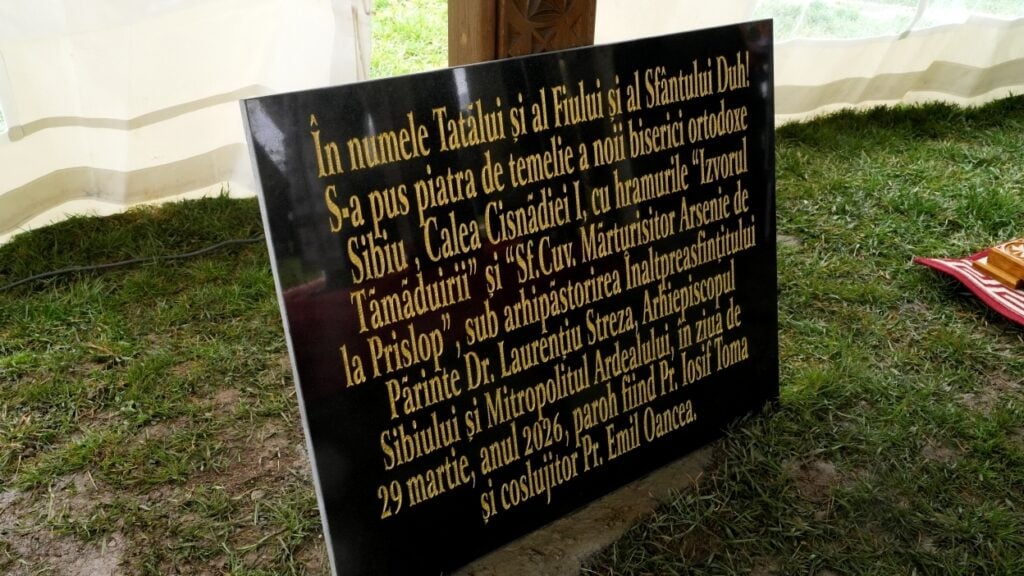 În numele Tatălui și al Fiului și al Sfântului Duh!
S-a pus piatra de temelie a noii biserici ortodoxe
Sibiu , Calea Cisnădiei I, cu hramurile “Izvorul
Tămăduirii” și “Sf.Cuv. Mărturisitor Arsenie de
la Prislop” , sub arhipăstorirea Înaltpreasfințitului
Părinte Dr. Laurențiu Streza, Arhiepiscopul
Sibiului și Mitropolitul Ardealului, în ziua de
29 martie, anul 2026, paroh fiind Pr. Iosif Toma
și coslujitor Pr. Emil Oancea.